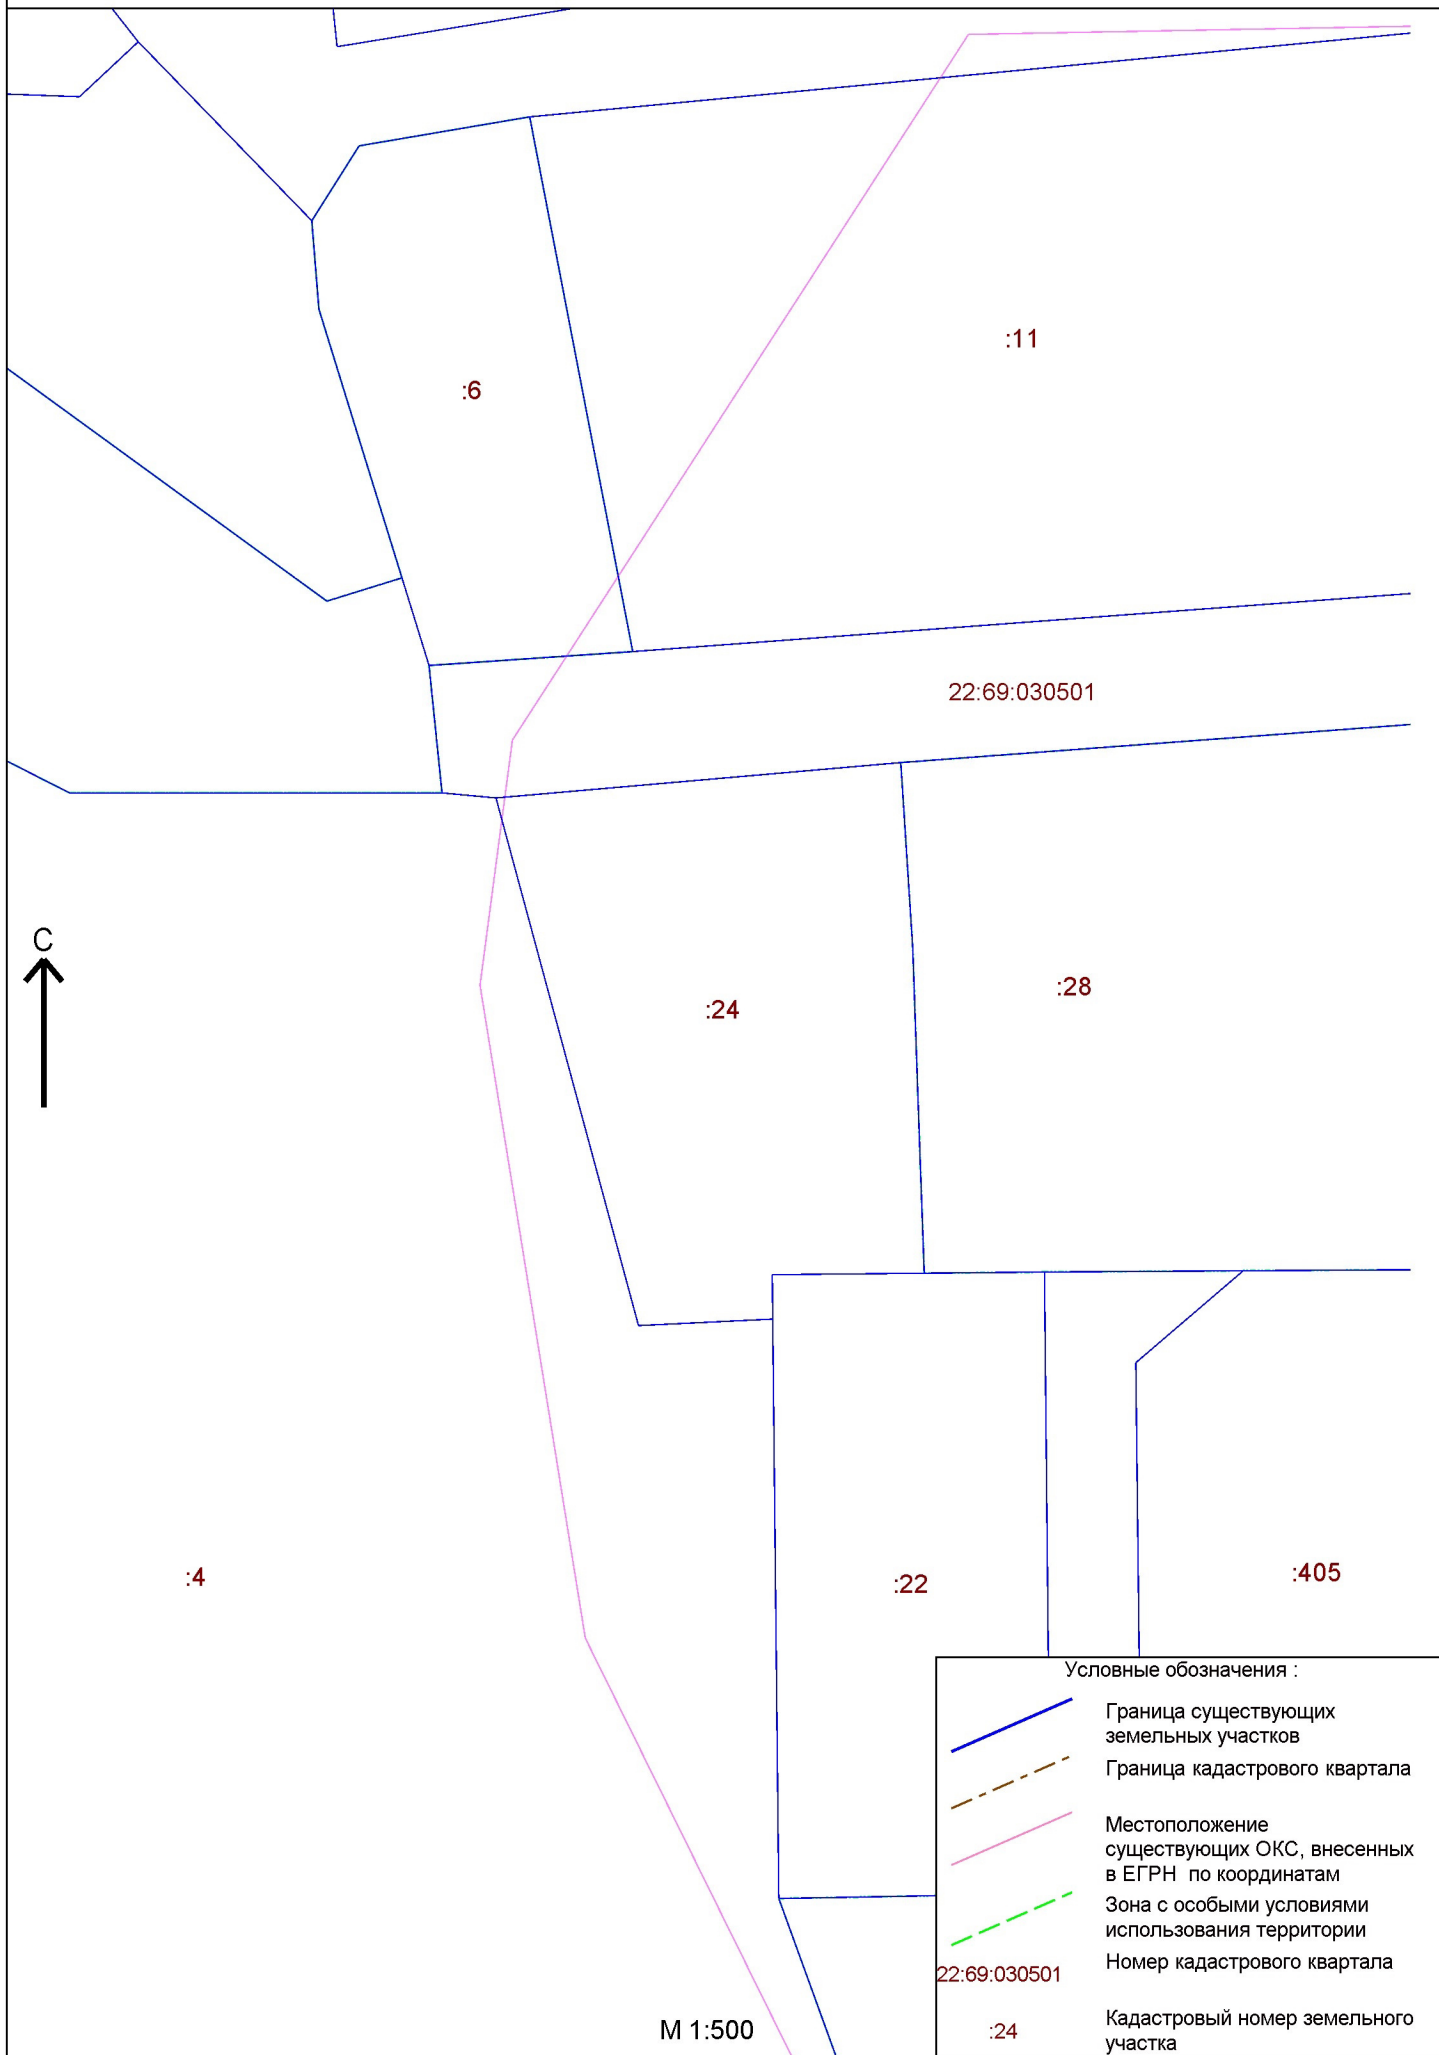 :11
:6
22:69:030501
С
:28
:24
:4
:22
:405
Условные обозначения :
Граница существующих
земельных участков
Граница кадастрового квартала
Местоположение
существующих ОКС, внесенных
в ЕГРН по координатам
Зона с особыми условиями
использования территории
22:69:030501
Номер кадастрового квартала
:24
Кадастровый номер земельного
участка
М 1:500